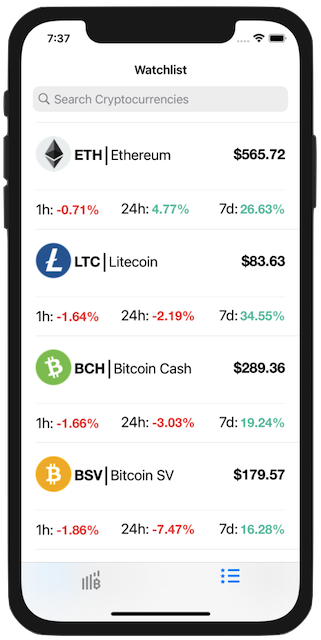 7:37
Watchlist
Search Cryptocurrencies
ETH|Ethereum $565.72
1h: -0.71% 24h: 4.77% 7d: 26.63%
LTC|Litecoin $83.63
1h: -1.64% 24h: -2.19% 7d: 34.55%
BCH|Bitcoin Cash $289.36
1h: -1.66% 24h: -3.03% 7d: 19.24%
BSV|Bitcoin SV $179.57
1h: -1.86% 24h: -7.47% 7d: 16.28%